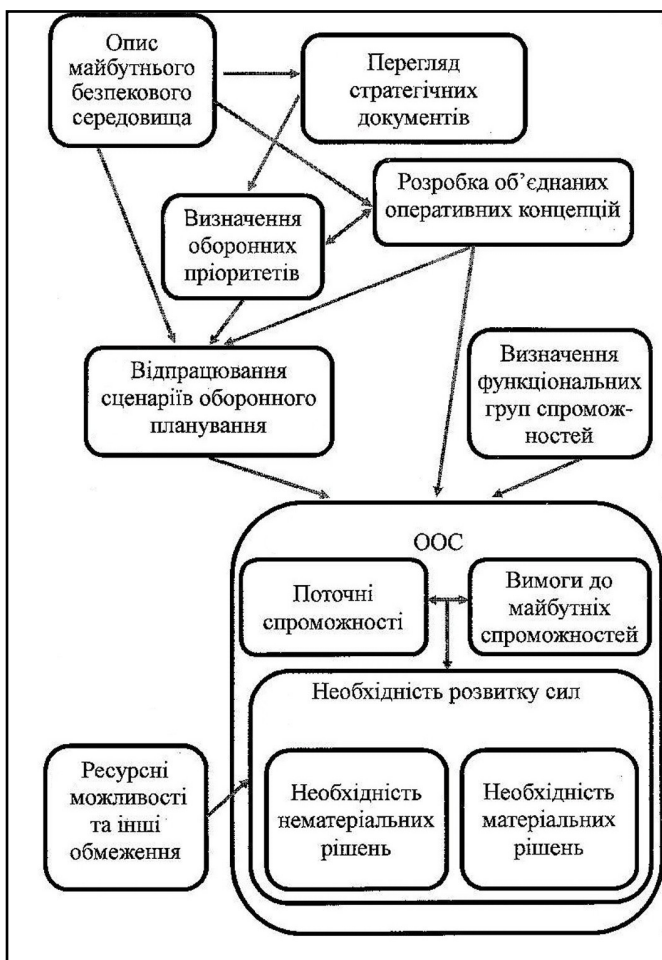 Опис
майбутнього
безпекового
середовища
Перегляд
стратегічних
документів
Розробка об’єднаних
оперативних концепцій
Визначення
оборонних
пріоритетів
Відпрацювання
сценаріїв оборонного
планування
Визначення
функціональних
груп спромож-
ностей
ООС
Поточні
спроможності
Вимоги до
майбутніх
спроможностей
Необхідність розвитку сил
Ресурсні
можливості
та інші
обмеження
Необхідність
нематеріальних
рішень
Необхідність
матеріальних
рішень